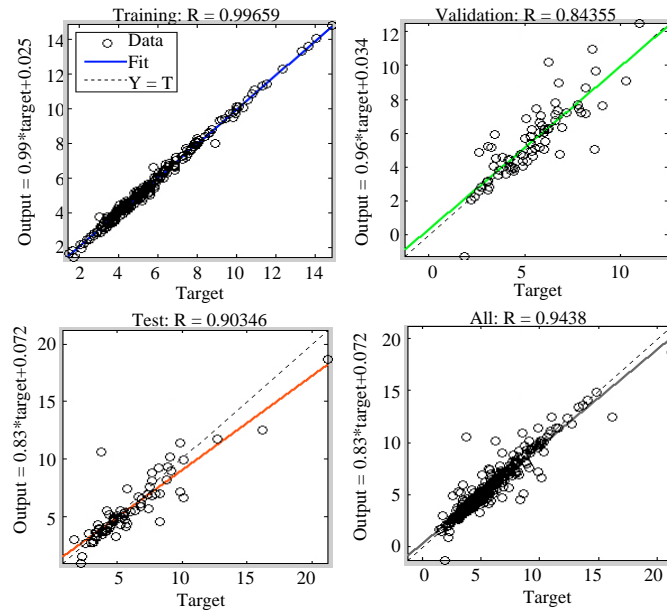 Training: R = 0.99659
Output = 0.99*target+0.025
14
12
10
8
6
4
2
Data
Fit
Y = T
2
4
6
8
10
12
14
Target
Validation: R = 0.84355
Output = 0.96*target+0.034
12
10
8
6
4
2
0
0
5
10
Target
Test: R = 0.90346
Output = 0.83*target+0.072
20
15
10
5
5
10
15
20
Target
All: R = 0.9438
Output = 0.83*target+0.072
20
15
10
5
0
0
5
10
15
20
Target